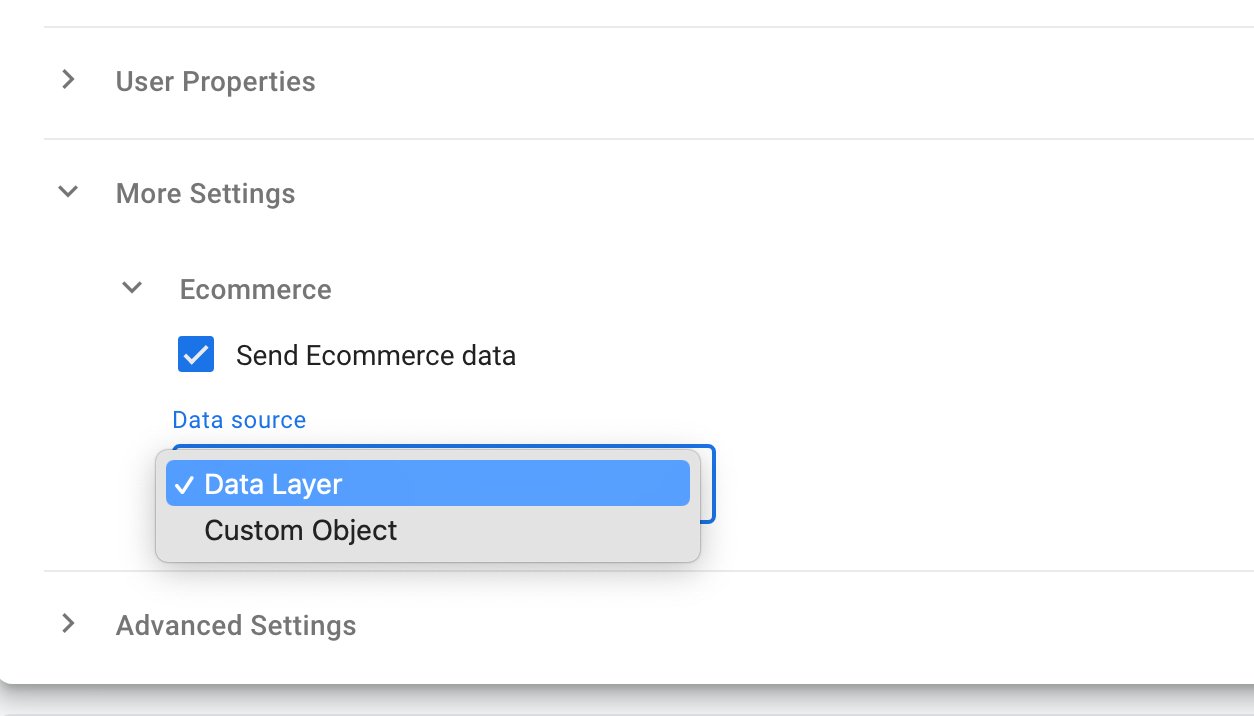 User Properties
More Settings
Ecommerce
Send Ecommerce data
Data source
Data Layer
Custom Object
Advanced Settings